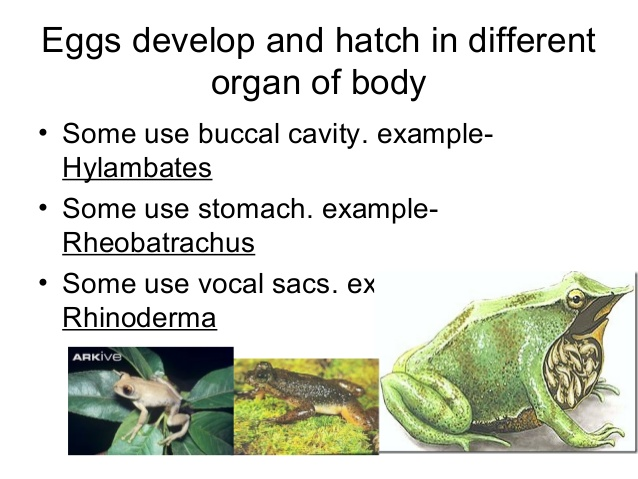 Eggs develop and hatch in different
organ of body
• Some use buccal cavity. example-
Hylambates
• Some use stomach. example-
Rheobatrachus
• Some use vocal sacs. ex
Rhinoderma
ARKive